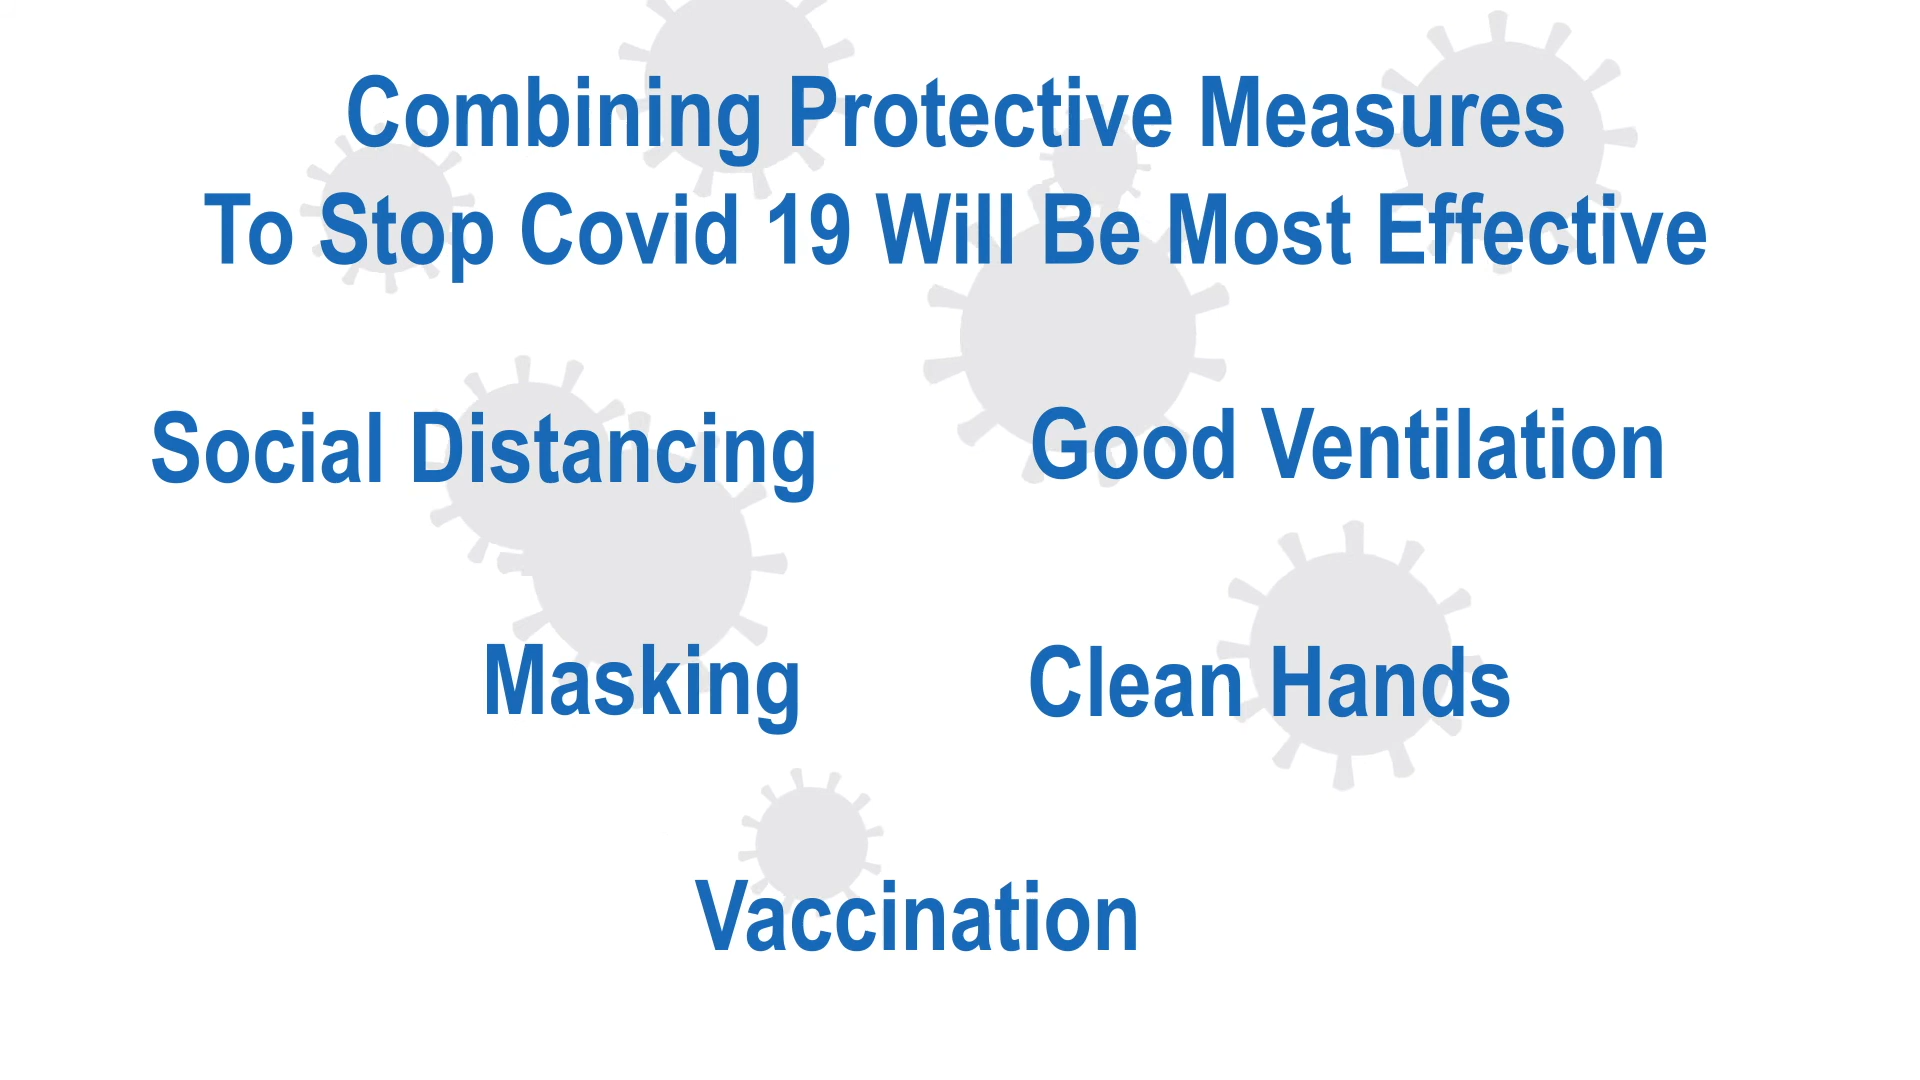 Combining Protective Measures
To Stop Covid 19 Will Be Most Effective
Social Distancing
Good Ventilation
Masking
Clean Hands
Vaccination